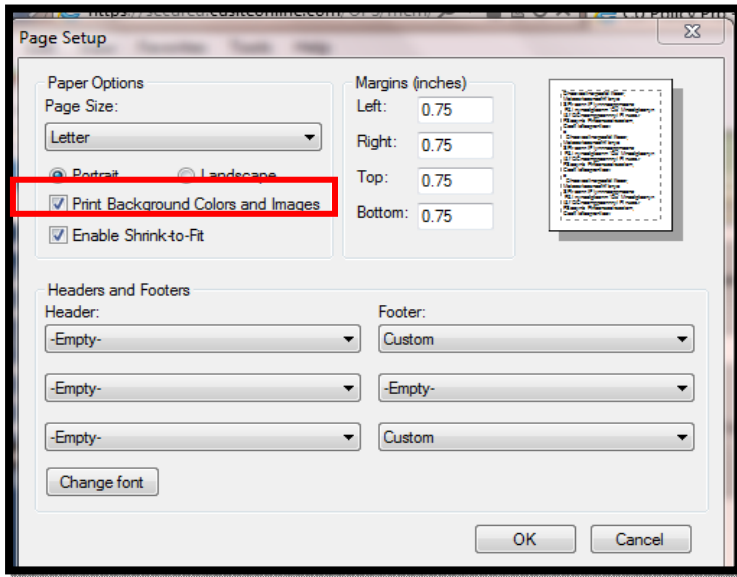 Page Setup
Paper Options
Page Size:
Letter
Portrait Landscape
Print Background Colors and Images
Enable Shrink-to-Fit
Margins (inches)
Left: 0.75
Right: 0.75
Top: 0.75
Bottom: 0.75
Headers and Footers
Header: Footer:
-Empty- Custom
-Empty- -Empty-
-Empty- Custom
Change font
OK Cancel